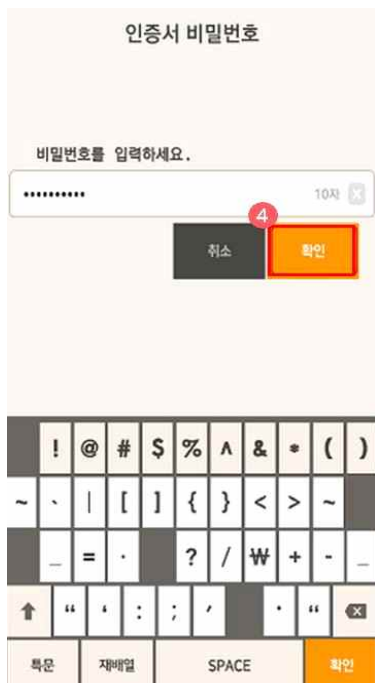 인증서 비밀번호
비밀번호를 입력하세요.
•••••••••• 10자 X
4
취소 확인
! @ # $ % ∧ & * ( )
~ ` | [ ] { } < > ~
_ = · ? / ₩ + - _
“ ‘ : ; ′ · “
특문 재배열 SPACE 확인